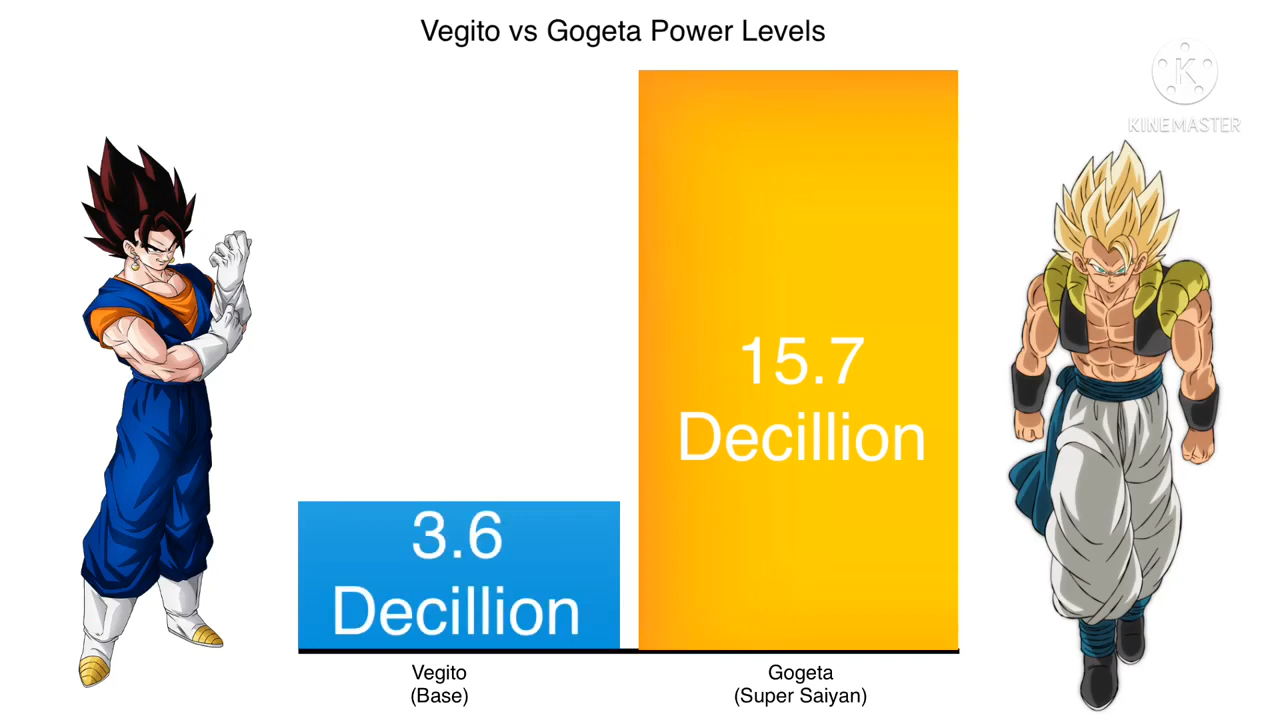 Vegito vs Gogeta Power Levels
K
KINEMASTER
15.7
Decillion
3.6
Decillion
Vegito
(Base)
Gogeta
(Super Saiyan)